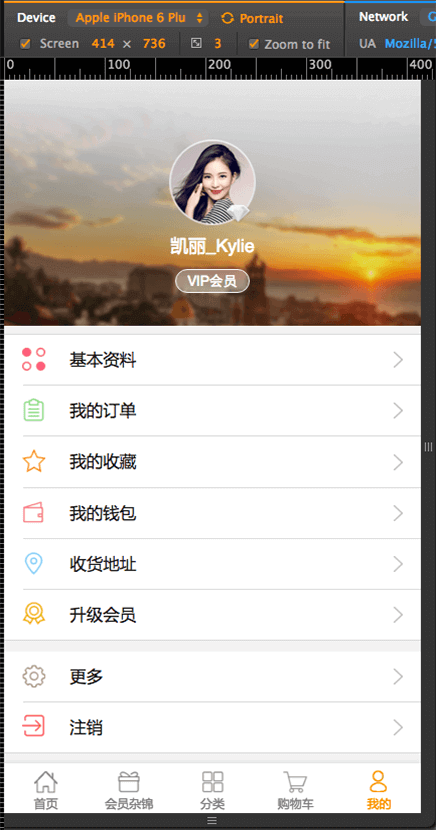 Device Apple iPhone 6 Plu Portrait Network
Screen 414 × 736 3 Zoom to fit UA Mozilla/5
0 100 200 300 400
凯丽_Kylie
VIP会员
基本资料
我的订单
我的收藏
我的钱包
收货地址
升级会员
更多
注销
首页 会员杂锦 分类 购物车 我的